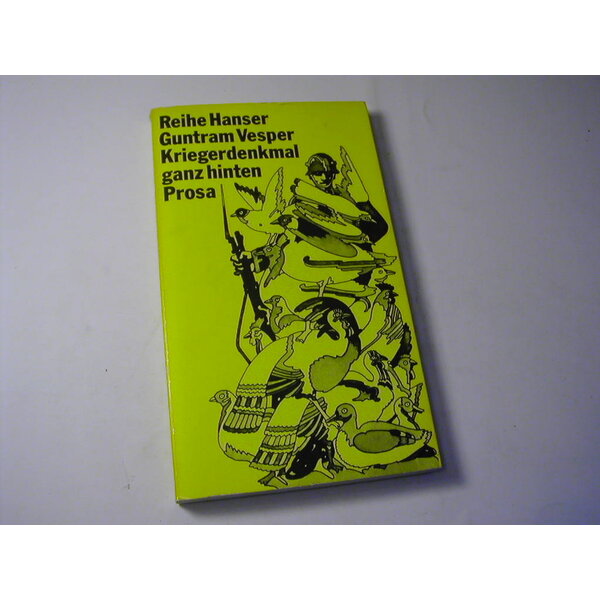 Reihe Hanser
Guntram Vesper
Kriegerdenkmal
ganz hinten
Prosa